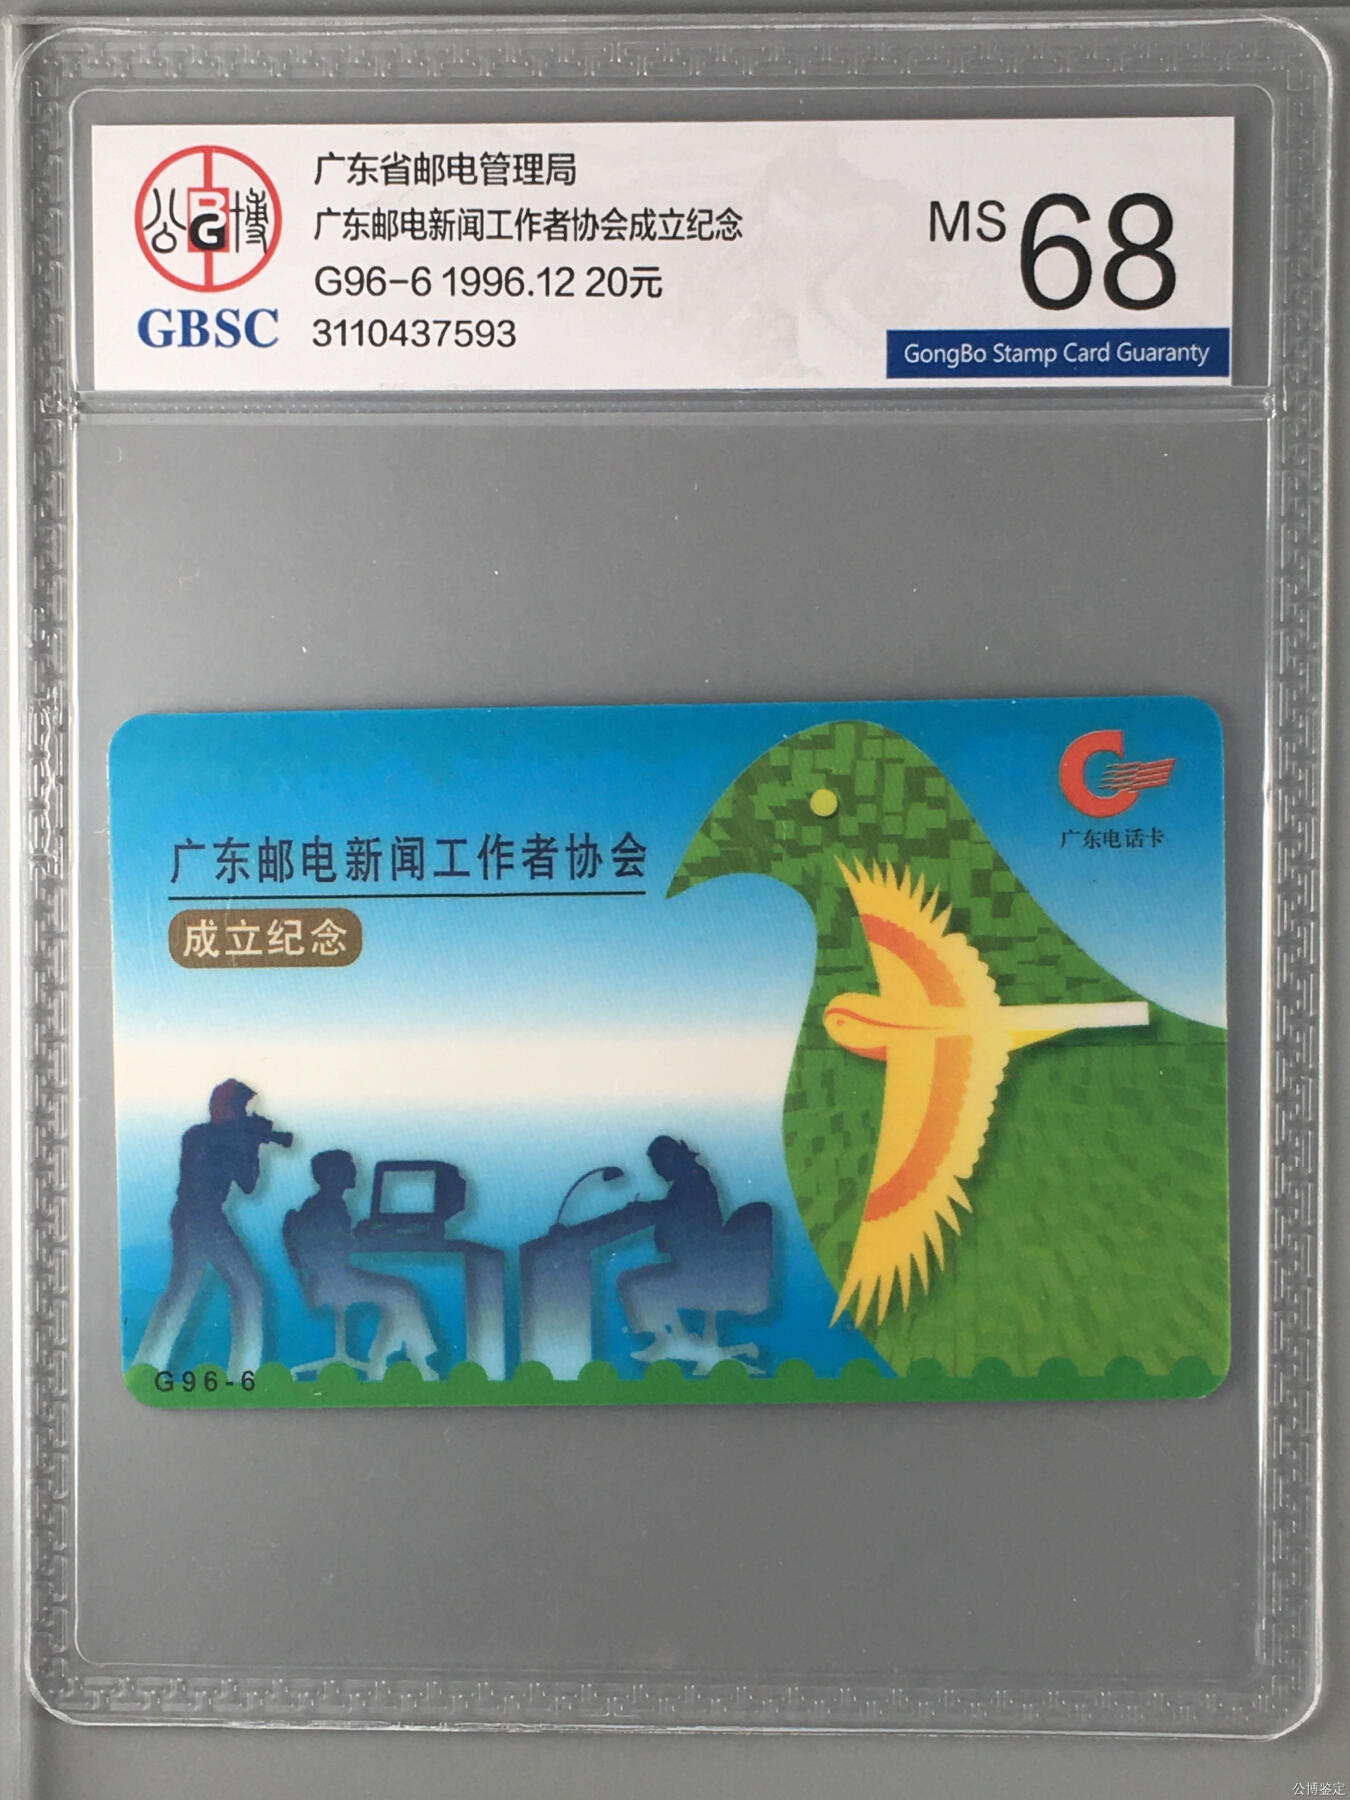 公博
BG
GBSC
广东省邮电管理局
广东邮电新闻工作者协会成立纪念
G96-6 1996.12 20元
3110437593
MS 68
GongBo Stamp Card Guaranty
广东电话卡
广东邮电新闻工作者协会
成立纪念
G96-6
公博鉴定